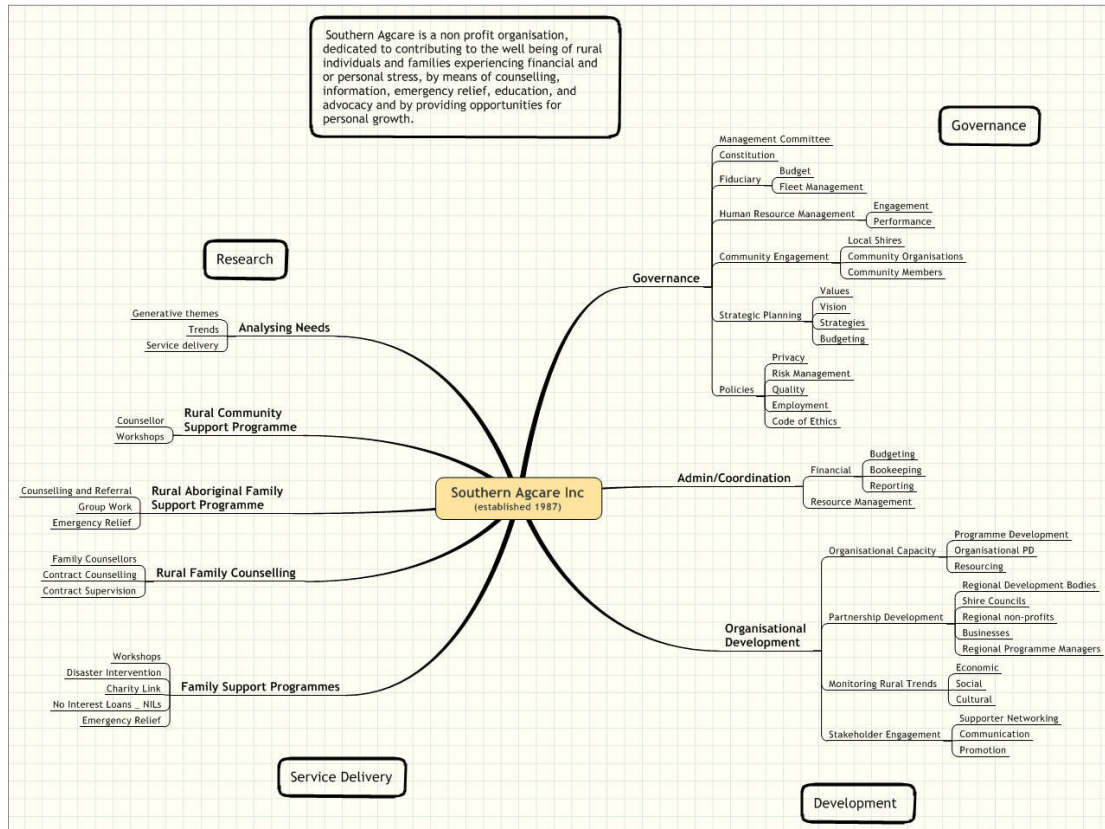 Southern Agcare is a non profit organisation,
dedicated to contributing to the well being of rural
individuals and families experiencing financial and
or personal stress, by means of counselling,
information, emergency relief, education, and
advocacy and by providing opportunities for
personal growth.
Governance
Management Committee
Constitution
Fiduciary
Budget
Fleet Management
Human Resource Management
Engagement
Performance
Community Engagement
Local Shires
Community Organisations
Community Members
Governance
Strategic Planning
Values
Vision
Strategies
Budgeting
Policies
Privacy
Risk Management
Quality
Employment
Code of Ethics
Research
Analysing Needs
Generative themes
Trends
Service delivery
Rural Community
Support Programme
Counsellor
Workshops
Rural Aboriginal Family
Support Programme
Counselling and Referral
Group Work
Emergency Relief
Rural Family Counselling
Family Counsellors
Contract Counselling
Contract Supervision
Family Support Programmes
Workshops
Disaster Intervention
Charity Link
No Interest Loans _ NILs
Emergency Relief
Service Delivery
Southern Agcare Inc
(established 1987)
Admin/Coordination
Financial
Budgeting
Bookeeping
Reporting
Resource Management
Organisational
Development
Organisational Capacity
Programme Development
Organisational PD
Resourcing
Partnership Development
Regional Development Bodies
Shire Councils
Regional non-profits
Businesses
Regional Programme Managers
Monitoring Rural Trends
Economic
Social
Cultural
Stakeholder Engagement
Supporter Networking
Communication
Promotion
Development